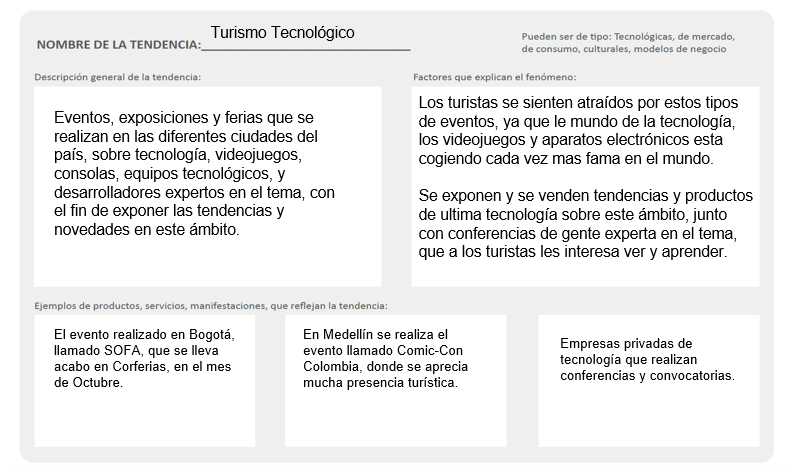 Turismo Tecnológico
NOMBRE DE LA TENDENCIA:
Pueden ser de tipo: Tecnológicas, de mercado,
de consumo, culturales, modelos de negocio
Descripción general de la tendencia:
Eventos, exposiciones y ferias que se
realizan en las diferentes ciudades del
país, sobre tecnología, videojuegos,
consolas, equipos tecnológicos, y
desarrolladores expertos en el tema, con
el fin de exponer las tendencias y
novedades en este ámbito.
Factores que explican el fenómeno:
Los turistas se sienten atraídos por estos tipos
de eventos, ya que le mundo de la tecnología,
los videojuegos y aparatos electrónicos esta
cogiendo cada vez mas fama en el mundo.
Se exponen y se venden tendencias y productos
de ultima tecnología sobre este ámbito, junto
con conferencias de gente experta en el tema,
que a los turistas les interesa ver y aprender.
Ejemplos de productos, servicios, manifestaciones, que reflejan la tendencia:
El evento realizado en Bogotá,
llamado SOFA, que se lleva
acabo en Corferias, en el mes
de Octubre.
En Medellín se realiza el
evento llamado Comic-Con
Colombia, donde se aprecia
mucha presencia turística.
Empresas privadas de
tecnología que realizan
conferencias y convocatorias.